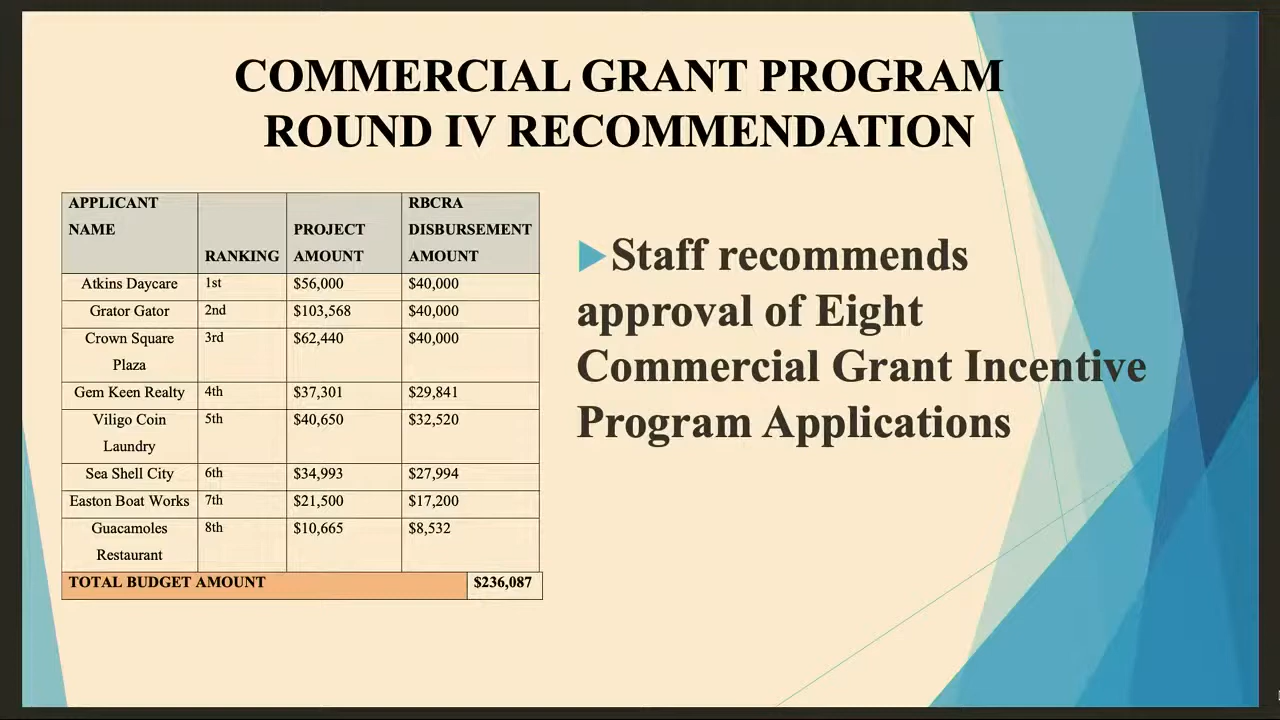 COMMERCIAL GRANT PROGRAM
ROUND IV RECOMMENDATION
APPLICANT NAME RANKING PROJECT AMOUNT RBCRA DISBURSEMENT AMOUNT
Atkins Daycare 1st $56,000 $40,000
Grator Gator 2nd $103,568 $40,000
Crown Square Plaza 3rd $62,440 $40,000
Gem Keen Realty 4th $37,301 $29,841
Viligo Coin Laundry 5th $40,650 $32,520
Sea Shell City 6th $34,993 $27,994
Easton Boat Works 7th $21,500 $17,200
Guacamoles Restaurant 8th $10,665 $8,532
TOTAL BUDGET AMOUNT $236,087
Staff recommends
approval of Eight
Commercial Grant Incentive
Program Applications